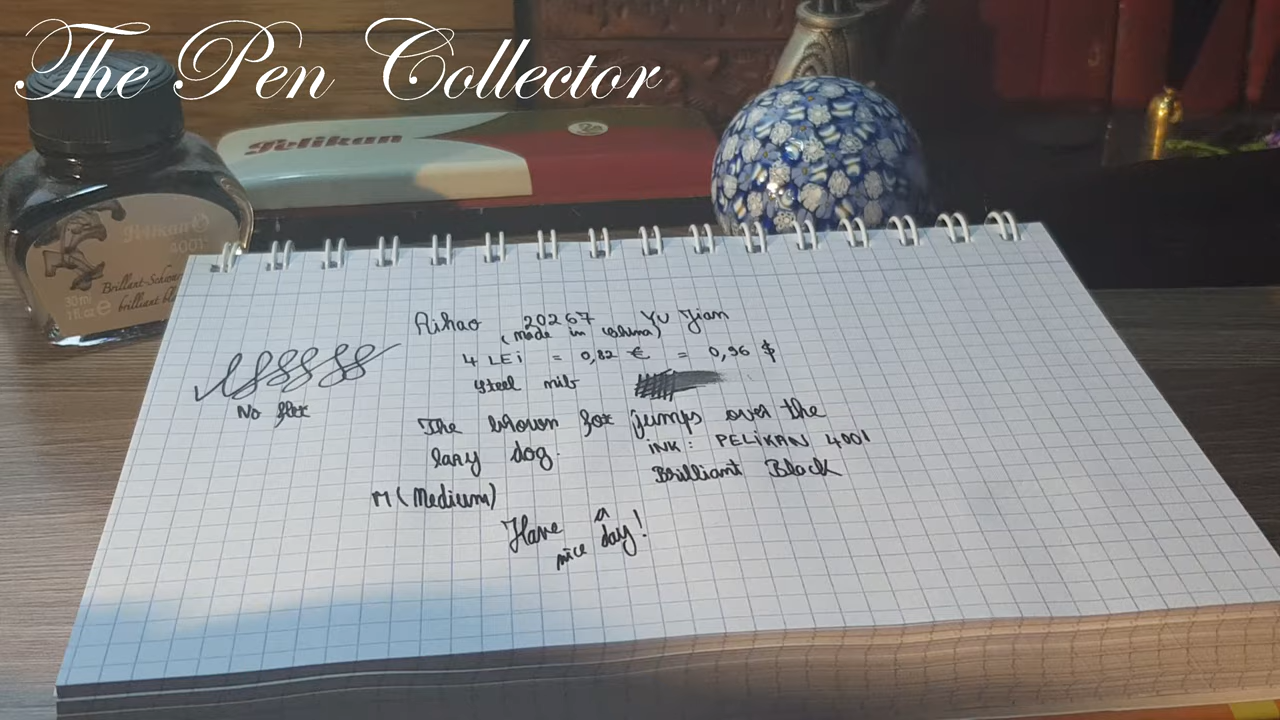 The Pen Collector
Pelikan
Pelikan
4001
Brillant-Schwarz
brilliant bl
30 ml
1 fl oz e
Aihao 20267 Yu Jian
(Made in China)
4 LEi = 0,82 € = 0,96 $
Steel nib
No flex
The brown fox jumps over the
lazy dog.
iNK: PELiKAN 4001
Brilliant Black
M (Medium)
Have a
nice day!